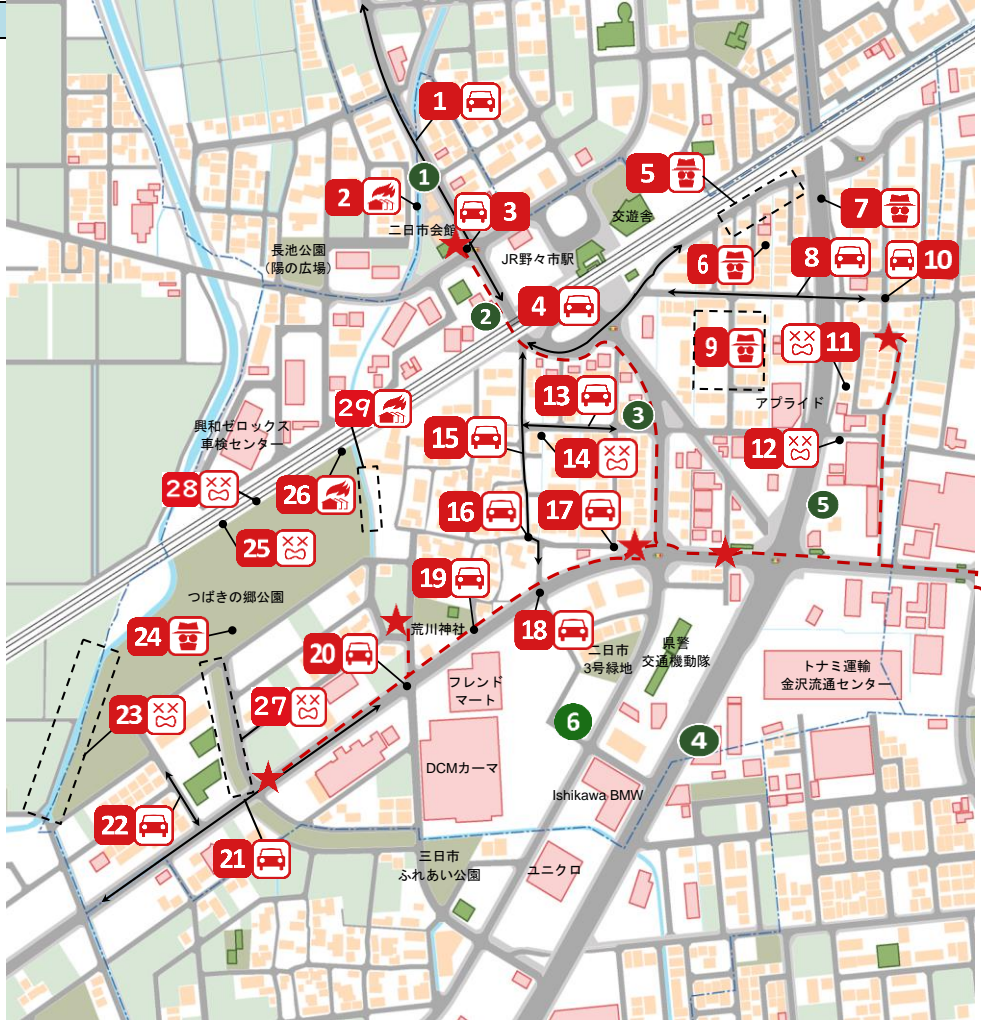 1
1
2
3
二日市会館
5
交遊舎
7
長池公園
(陽の広場)
JR野々市駅
6
8
10
4
2
9
11
アプライド
13
3
29
興和ゼロックス
車検センター
15
14
12
28
26
16
17
5
25
19
つばきの郷公園
24
荒川神社
18
20
二日市
3号緑地
県警
交通機動隊
トナミ運輸
金沢流通センター
フレンド
マート
23
27
6
4
DCMカーマ
Ishikawa BMW
22
21
三日市
ふれあい公園
ユニクロ